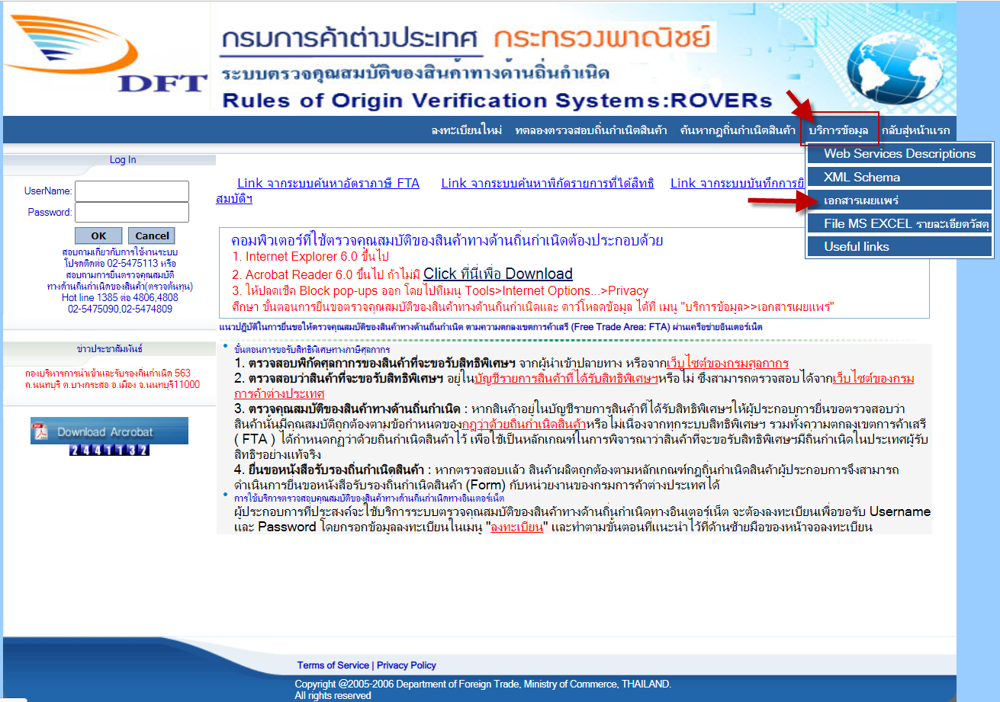 กรมการค้าต่างประเทศ กระทรวงพาณิชย์
DFT
ระบบตรวจคุณสมบัติของสินค้าทางด้านถิ่นกำเนิด
Rules of Origin Verification Systems:ROVERs
ลงทะเบียนใหม่ ทดลองตรวจสอบถิ่นกำเนิดสินค้า ค้นหากฎถิ่นกำเนิดสินค้า บริการข้อมูล กลับสู่หน้าแรก
Web Services Descriptions
XML Schema
เอกสารเผยแพร่
File MS EXCEL รายละเอียดวัสดุ
Useful links
Log In
UserName:
Password:
OK Cancel
สอบถามเกี่ยวกับการใช้งานระบบ
โปรดติดต่อ 02-5475113 หรือ
สอบถามการยื่นตรวจคุณสมบัติ
ทางด้านถิ่นกำเนิดของสินค้า(ตรวจต้นทุน)
Hot line 1385 ต่อ 4806,4808
02-5475090,02-5474809
ข่าวประชาสัมพันธ์
กองบริหารการนำเข้าและรับรองถิ่นกำเนิด 563
ถ.นนทบุรี ต.บางกระสอ อ.เมือง จ.นนทบุรี11000
Download Arcrobat
2441132
Link จากระบบค้นหาอัตราภาษี FTA Link จากระบบค้นหาพิกัดรายการที่ได้สิทธิ Link จากระบบบันทึกการยื
สมบัติฯ
คอมพิวเตอร์ที่ใช้ตรวจคุณสมบัติของสินค้าทางด้านถิ่นกำเนิดต้องประกอบด้วย
1. Internet Explorer 6.0 ขึ้นไป
2. Acrobat Reader 6.0 ขึ้นไป ถ้าไม่มี Click ที่นี่เพื่อ Download
3. ให้ปลดเช็ค Block pop-ups ออก โดยไปที่เมนู Tools>Internet Options...>Privacy
ศึกษา ขั้นตอนการยื่นขอตรวจคุณสมบัติของสินค้าทางด้านถิ่นกำเนิดและ ดาวโหลดข้อมูล ได้ที่ เมนู "บริการข้อมูล>>เอกสารเผยแพร่"
แนวปฎิบัติในการยื่นขอให้ตรวจคุณสมบัติของสินค้าทางด้านถิ่นกำเนิด ตามความตกลงเขตการค้าเสรี (Free Trade Area: FTA) ผ่านเครือข่ายอินเตอร์เน็ต
ขั้นตอนการขอรับสิทธิพิเศษทางภาษีศุลกากร
1. ตรวจสอบพิกัดศุลกากรของสินค้าที่จะขอรับสิทธิพิเศษฯ จากผู้นำเข้าปลายทาง หรือจากเว็บไซต์ของกรมศุลกากร
2. ตรวจสอบว่าสินค้าที่จะขอรับสิทธิพิเศษฯ อยู่ในบัญชีรายการสินค้าที่ได้รับสิทธิพิเศษฯหรือไม่ ซึ่งสามารถตรวจสอบได้จากเว็บไซต์ของกรม
การค้าต่างประเทศ
3. ตรวจคุณสมบัติของสินค้าทางด้านถิ่นกำเนิด : หากสินค้าอยู่ในบัญชีรายการสินค้าที่ได้รับสิทธิพิเศษฯให้ผู้ประกอบการยื่นขอตรวจสอบว่า
สินค้านั้นมีคุณสมบัติถูกต้องตามข้อกำหนดของกฎว่าด้วยถิ่นกำเนิดสินค้าหรือไม่เนื่องจากทุกระบบสิทธิพิเศษฯ รวมทั้งความตกลงเขตการค้าเสรี
( FTA ) ได้กำหนดกฎว่าด้วยถิ่นกำเนิดสินค้าไว้ เพื่อใช้เป็นหลักเกณฑ์ในการพิจารณาว่าสินค้าที่จะขอรับสิทธิพิเศษฯมีถิ่นกำเนิดในประเทศผู้รับ
สิทธิฯอย่างแท้จริง
4. ยื่นขอหนังสือรับรองถิ่นกำเนิดสินค้า : หากตรวจสอบแล้ว สินค้าผลิตถูกต้องตามหลักเกณฑ์กฎถิ่นกำเนิดสินค้าผู้ประกอบการจึงสามารถ
ดำเนินการยื่นขอหนังสือรับรองถิ่นกำเนิดสินค้า (Form) กับหน่วยงานของกรมการค้าต่างประเทศได้
การใช้บริการตรวจสอบคุณสมบัติของสินค้าทางด้านถิ่นกำเนิดทางอินเตอร์เน็ต
ผู้ประกอบการที่ประสงค์จะใช้บริการระบบตรวจคุณสมบัติของสินค้าทางด้านถิ่นกำเนิดทางอินเตอร์เน็ต จะต้องลงทะเบียนเพื่อขอรับ Username
และ Password โดยกรอกข้อมูลลงทะเบียนในเมนู "ลงทะเบียน" และทำตามขั้นตอนที่แนะนำไว้ที่ด้านซ้ายมือของหน้าจอลงทะเบียน
Terms of Service | Privacy Policy
Copyright @2005-2006 Department of Foreign Trade, Ministry of Commerce, THAILAND.
All rights reserved